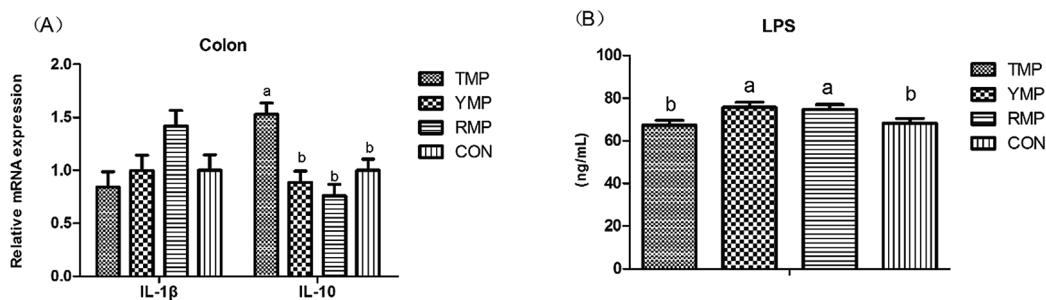 (A)
Colon
Relative mRNA expression
2.0
1.5
1.0
0.5
0.0
a
b
b
b
IL-1β
IL-10
TMP
YMP
RMP
CON
(B)
LPS
(ng/mL)
100
80
60
40
20
0
b
a
a
b
TMP
YMP
RMP
CON